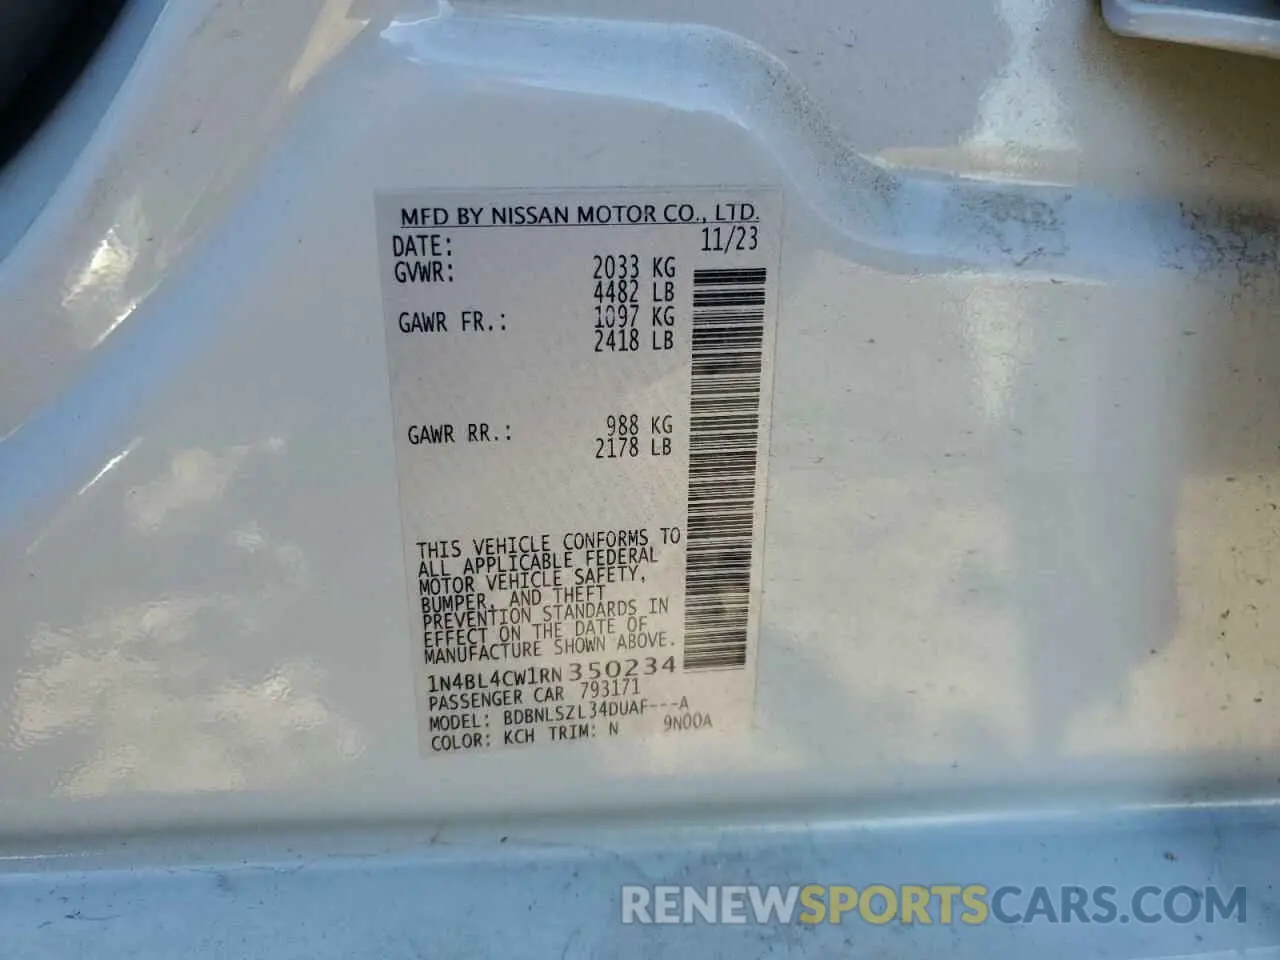 MFD BY NISSAN MOTOR CO., LTD.
DATE: 11/23
GVWR: 2033 KG
4482 LB
GAWR FR.: 1097 KG
2418 LB
GAWR RR.: 988 KG
2178 LB
THIS VEHICLE CONFORMS TO
ALL APPLICABLE FEDERAL
MOTOR VEHICLE SAFETY,
BUMPER, AND THEFT
PREVENTION STANDARDS IN
EFFECT ON THE DATE OF
MANUFACTURE SHOWN ABOVE.
1N4BL4CW1RN350234
PASSENGER CAR 793171
MODEL: BDBNLSZL34DUAF---A
COLOR: KCH TRIM: N 9N00A
RENEWSPORTSCARS.COM